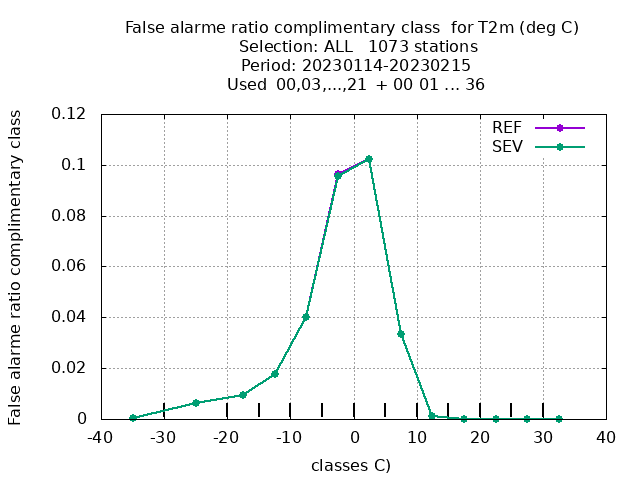 False alarme ratio complimentary class  for T2m (deg C)
Selection: ALL   1073 stations
Period: 20230114-20230215
Used  00,03,...,21  + 00 01 ... 36
False alarme ratio complimentary class
REF
SEV
0.12
0.1
0.08
0.06
0.04
0.02
0
-40 -30 -20 -10 0 10 20 30 40
classes C)